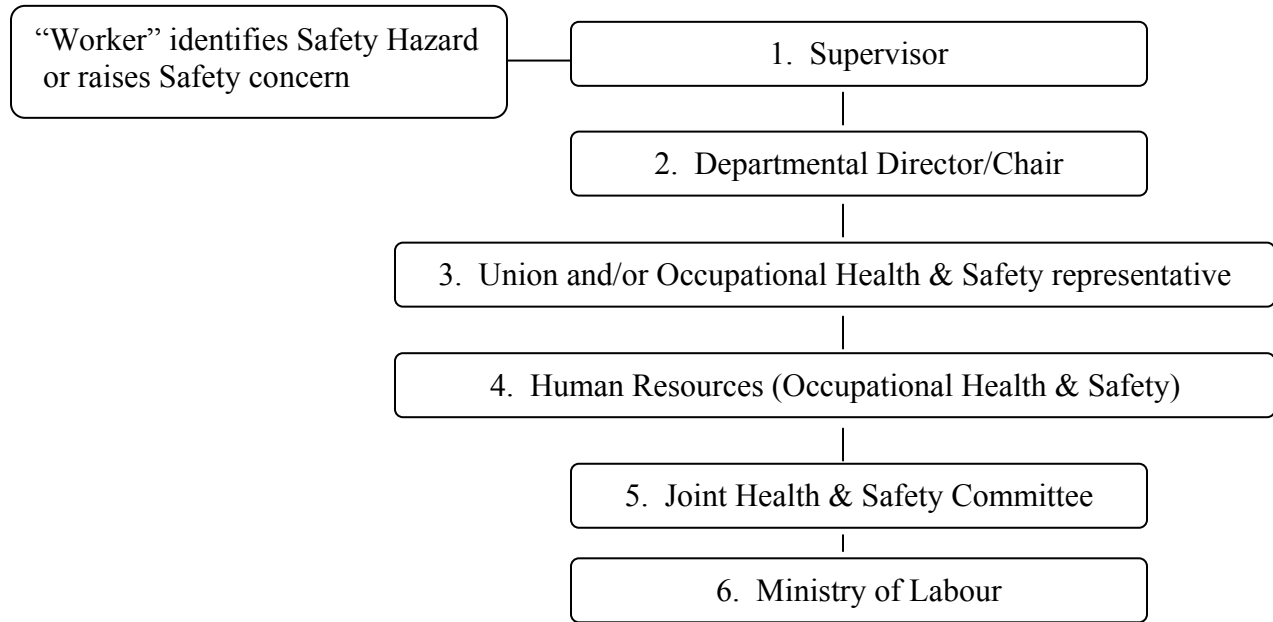 “Worker” identifies Safety Hazard
or raises Safety concern
1. Supervisor
2. Departmental Director/Chair
3. Union and/or Occupational Health & Safety representative
4. Human Resources (Occupational Health & Safety)
5. Joint Health & Safety Committee
6. Ministry of Labour